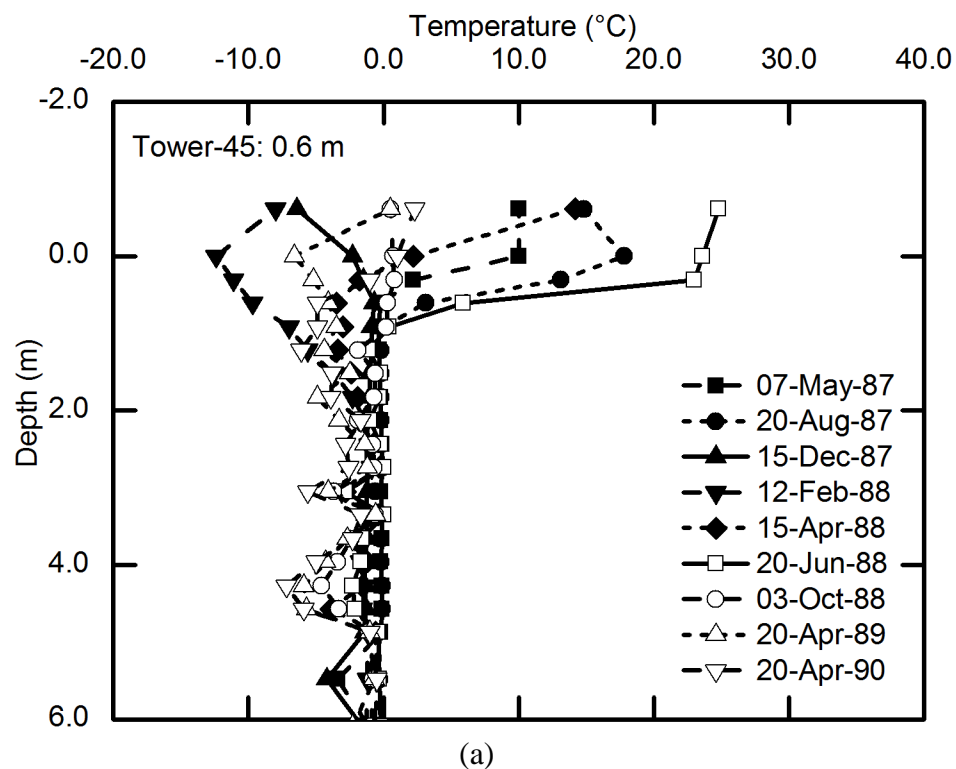 Temperature (°C)
-20.0 -10.0 0.0 10.0 20.0 30.0 40.0
-2.0
Tower-45: 0.6 m
0.0
Depth (m)
2.0
4.0
6.0
07-May-87
20-Aug-87
15-Dec-87
12-Feb-88
15-Apr-88
20-Jun-88
03-Oct-88
20-Apr-89
20-Apr-90
(a)